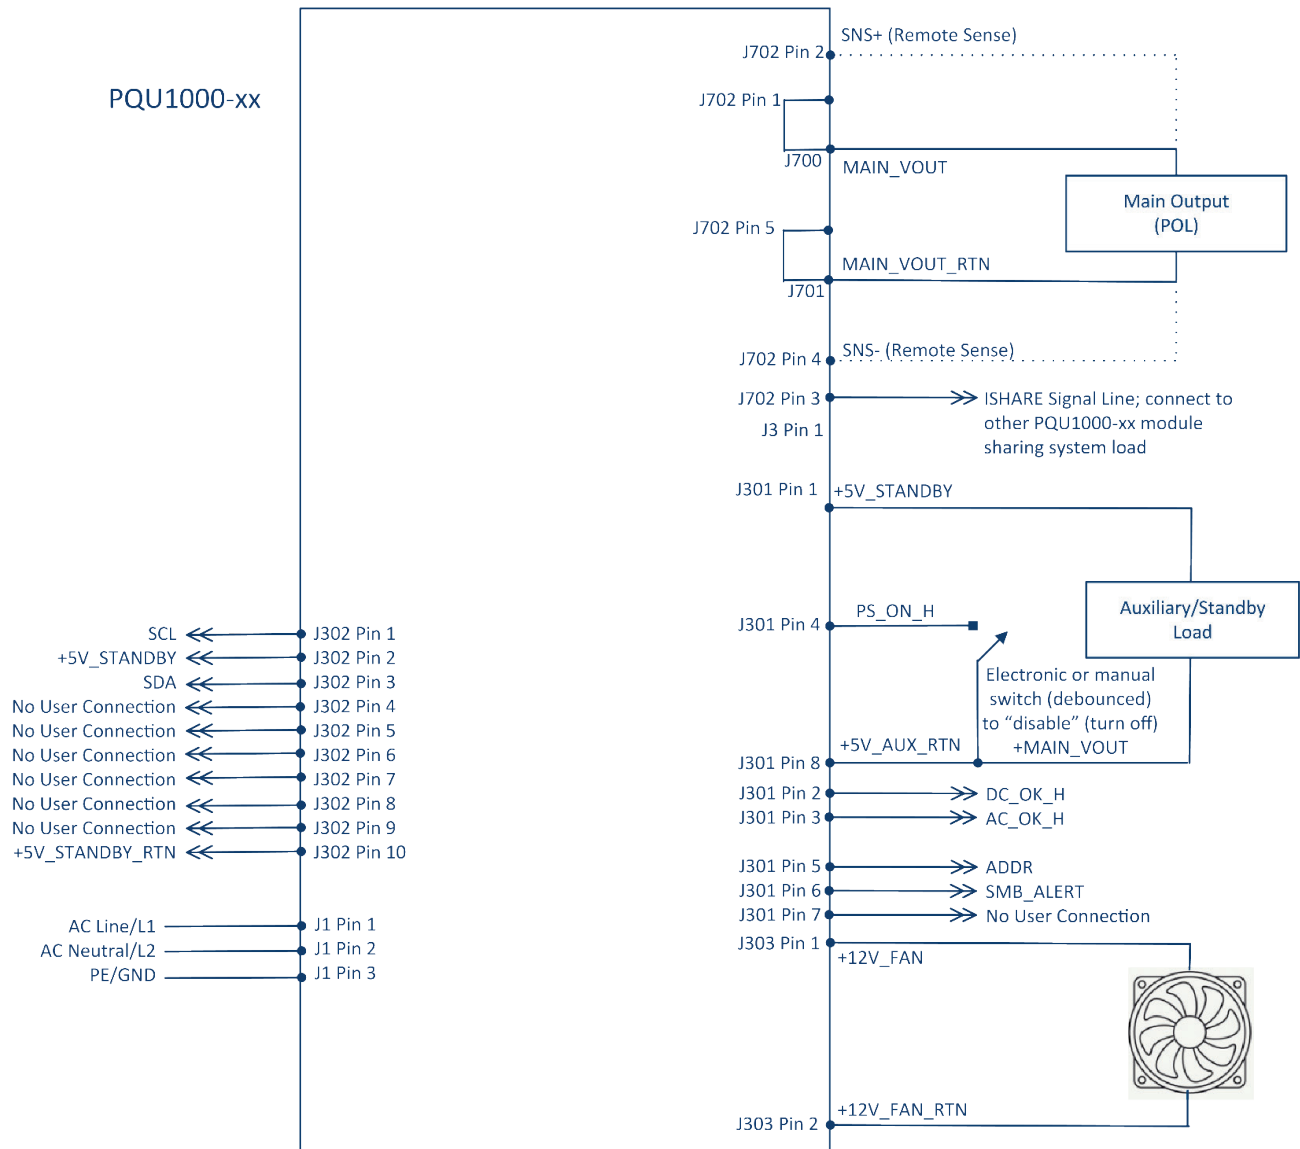 PQU1000-xx
J702 Pin 2
SNS+ (Remote Sense)
J702 Pin 1
J700
MAIN_VOUT
Main Output
(POL)
J702 Pin 5
MAIN_VOUT_RTN
J701
J702 Pin 4
SNS- (Remote Sense)
J702 Pin 3
ISHARE Signal Line; connect to
other PQU1000-xx module
sharing system load
J3 Pin 1
J301 Pin 1
+5V_STANDBY
Auxiliary/Standby
Load
J301 Pin 4
PS_ON_H
Electronic or manual
switch (debounced)
to “disable” (turn off)
+MAIN_VOUT
+5V_AUX_RTN
J301 Pin 8
J301 Pin 2
DC_OK_H
J301 Pin 3
AC_OK_H
J301 Pin 5
ADDR
J301 Pin 6
SMB_ALERT
J301 Pin 7
No User Connection
J303 Pin 1
+12V_FAN
+12V_FAN_RTN
J303 Pin 2
SCL
J302 Pin 1
+5V_STANDBY
J302 Pin 2
SDA
J302 Pin 3
No User Connection
J302 Pin 4
No User Connection
J302 Pin 5
No User Connection
J302 Pin 6
No User Connection
J302 Pin 7
No User Connection
J302 Pin 8
No User Connection
J302 Pin 9
+5V_STANDBY_RTN
J302 Pin 10
AC Line/L1
J1 Pin 1
AC Neutral/L2
J1 Pin 2
PE/GND
J1 Pin 3